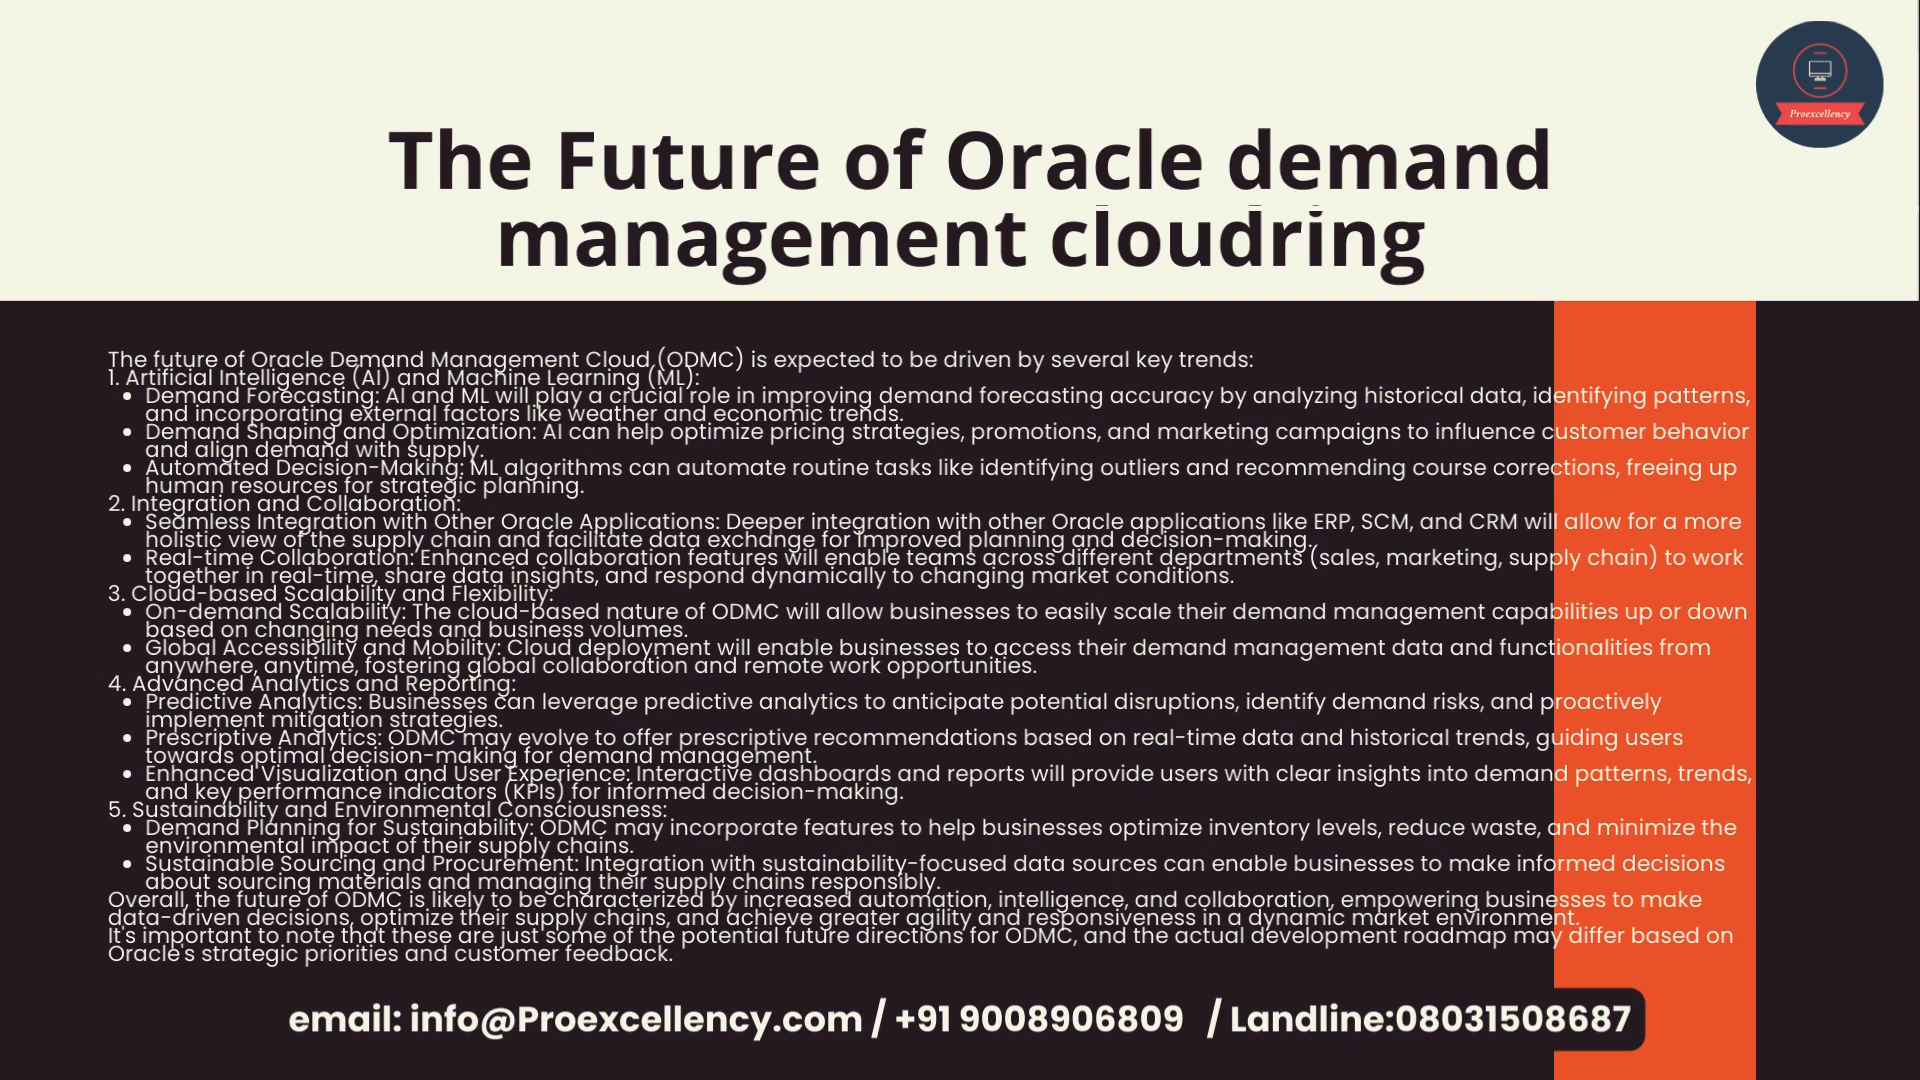 Proexcellency
The Future of Oracle demand
management cloudring
The future of Oracle Demand Management Cloud (ODMC) is expected to be driven by several key trends:
1. Artificial Intelligence (AI) and Machine Learning (ML):
• Demand Forecasting: AI and ML will play a crucial role in improving demand forecasting accuracy by analyzing historical data, identifying patterns,
and incorporating external factors like weather and economic trends.
• Demand Shaping and Optimization: AI can help optimize pricing strategies, promotions, and marketing campaigns to influence customer behavior
and align demand with supply.
• Automated Decision-Making: ML algorithms can automate routine tasks like identifying outliers and recommending course corrections, freeing up
human resources for strategic planning.
2. Integration and Collaboration:
• Seamless Integration with Other Oracle Applications: Deeper integration with other Oracle applications like ERP, SCM, and CRM will allow for a more
holistic view of the supply chain and facilitate data exchange for improved planning and decision-making.
• Real-time Collaboration: Enhanced collaboration features will enable teams across different departments (sales, marketing, supply chain) to work
together in real-time, share data insights, and respond dynamically to changing market conditions.
3. Cloud-based Scalability and Flexibility:
• On-demand Scalability: The cloud-based nature of ODMC will allow businesses to easily scale their demand management capabilities up or down
based on changing needs and business volumes.
• Global Accessibility and Mobility: Cloud deployment will enable businesses to access their demand management data and functionalities from
anywhere, anytime, fostering global collaboration and remote work opportunities.
4. Advanced Analytics and Reporting:
• Predictive Analytics: Businesses can leverage predictive analytics to anticipate potential disruptions, identify demand risks, and proactively
implement mitigation strategies.
• Prescriptive Analytics: ODMC may evolve to offer prescriptive recommendations based on real-time data and historical trends, guiding users
towards optimal decision-making for demand management.
• Enhanced Visualization and User Experience: Interactive dashboards and reports will provide users with clear insights into demand patterns, trends,
and key performance indicators (KPIs) for informed decision-making.
5. Sustainability and Environmental Consciousness:
• Demand Planning for Sustainability: ODMC may incorporate features to help businesses optimize inventory levels, reduce waste, and minimize the
environmental impact of their supply chains.
• Sustainable Sourcing and Procurement: Integration with sustainability-focused data sources can enable businesses to make informed decisions
about sourcing materials and managing their supply chains responsibly.
Overall, the future of ODMC is likely to be characterized by increased automation, intelligence, and collaboration, empowering businesses to make
data-driven decisions, optimize their supply chains, and achieve greater agility and responsiveness in a dynamic market environment.
It's important to note that these are just some of the potential future directions for ODMC, and the actual development roadmap may differ based on
Oracle's strategic priorities and customer feedback.
email: info@Proexcellency.com / +91 9008906809 / Landline:08031508687